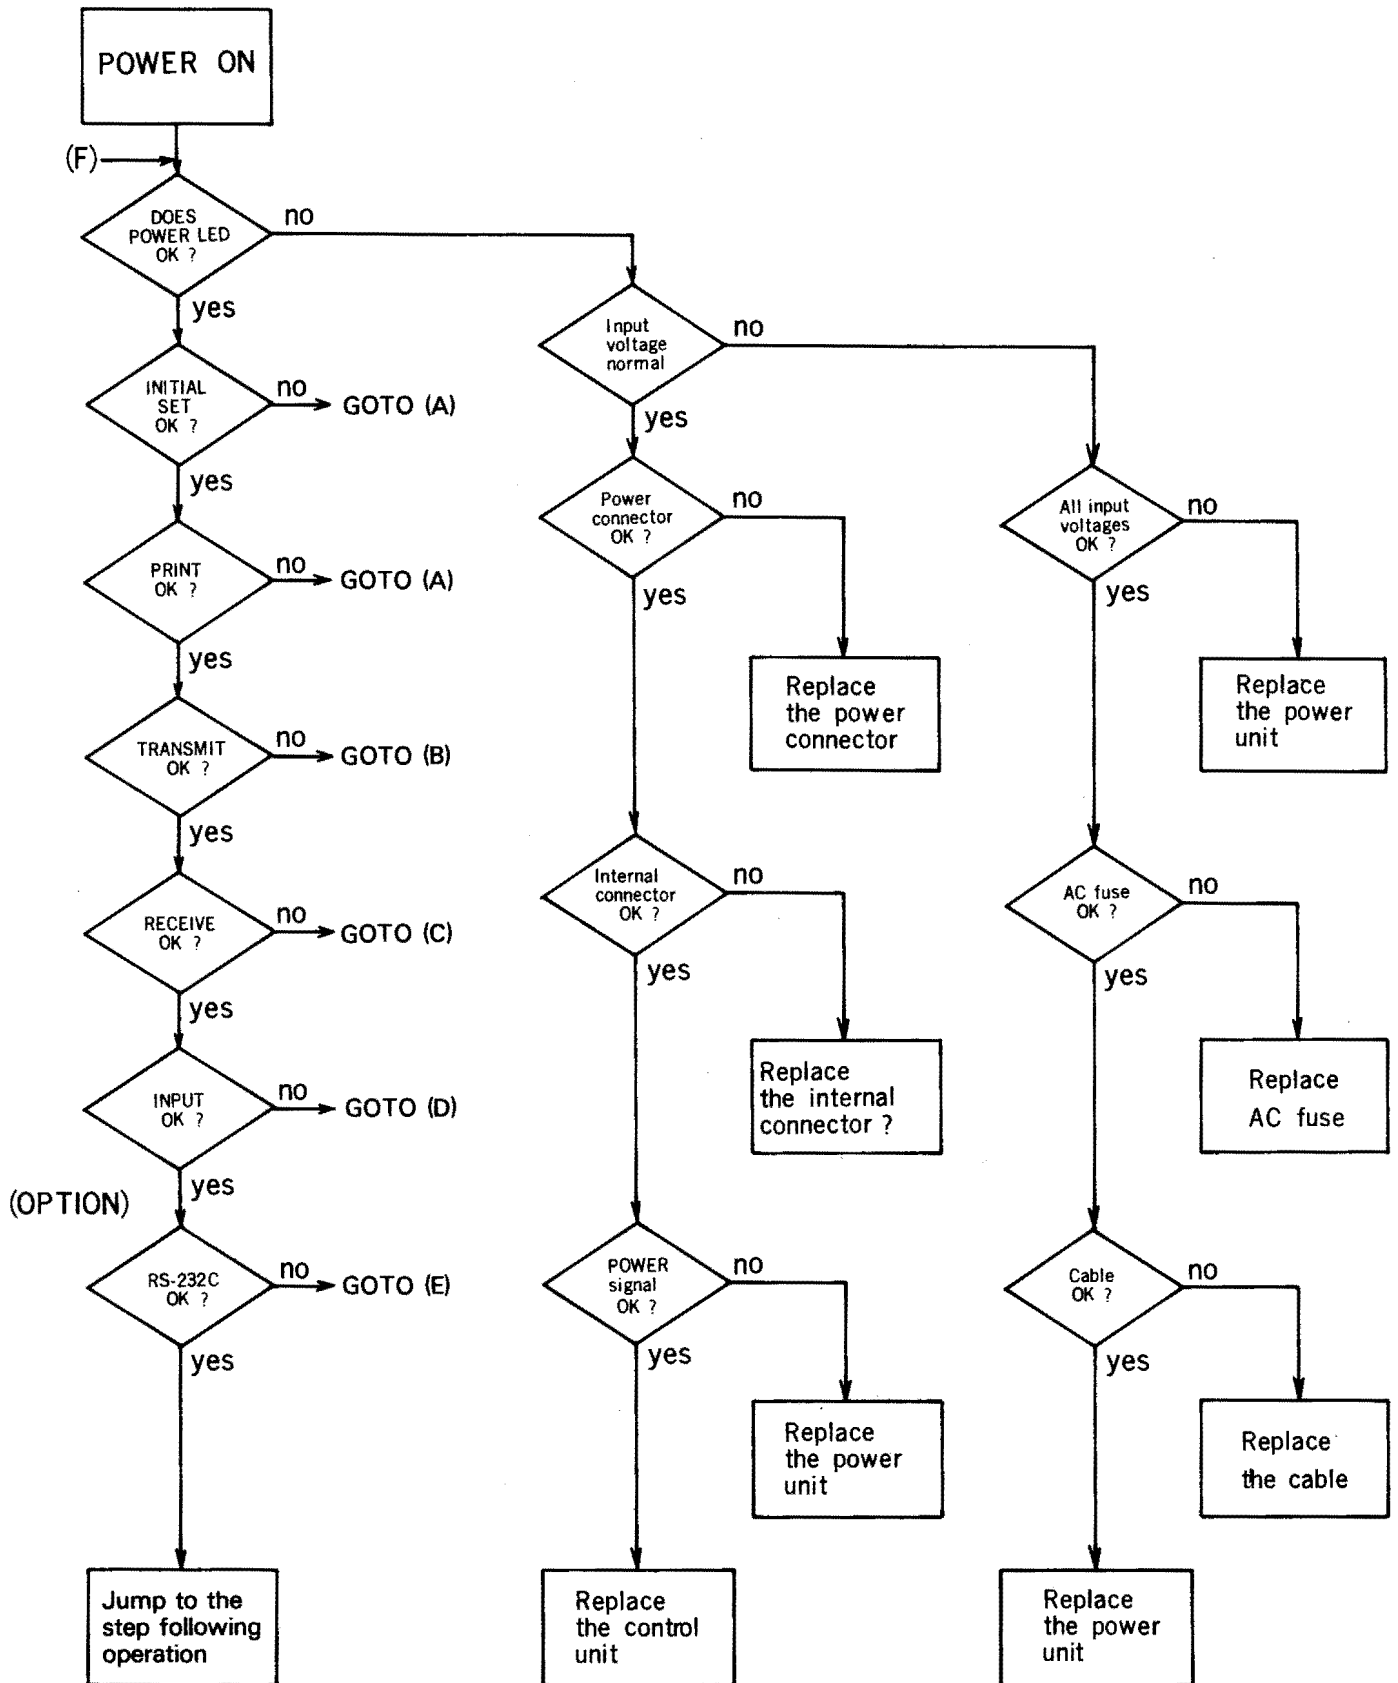 POWER ON
(F)
DOES
POWER LED
OK ?
no
yes
INITIAL
SET
OK ?
no
GOTO (A)
yes
PRINT
OK ?
no
GOTO (A)
yes
TRANSMIT
OK ?
no
GOTO (B)
yes
RECEIVE
OK ?
no
GOTO (C)
yes
INPUT
OK ?
no
GOTO (D)
yes
(OPTION)
RS-232C
OK ?
no
GOTO (E)
yes
Jump to the
step following
operation
Input
voltage
normal
no
yes
Power
connector
OK ?
no
yes
Replace
the power
connector
Internal
connector
OK ?
no
yes
Replace
the internal
connector ?
POWER
signal
OK ?
no
yes
Replace
the power
unit
Replace
the control
unit
All input
voltages
OK ?
no
yes
Replace
the power
unit
AC fuse
OK ?
no
yes
Replace
AC fuse
Cable
OK ?
no
yes
Replace
the cable
Replace
the power
unit